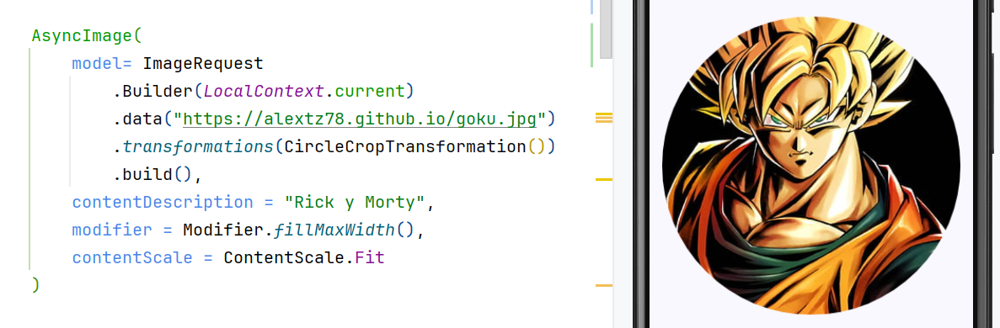 AsyncImage(
model= ImageRequest
.Builder(LocalContext.current)
.data("https://alextz78.github.io/goku.jpg")
.transformations(CircleCropTransformation())
.build(),
contentDescription = "Rick y Morty",
modifier = Modifier.fillMaxWidth(),
contentScale = ContentScale.Fit
)